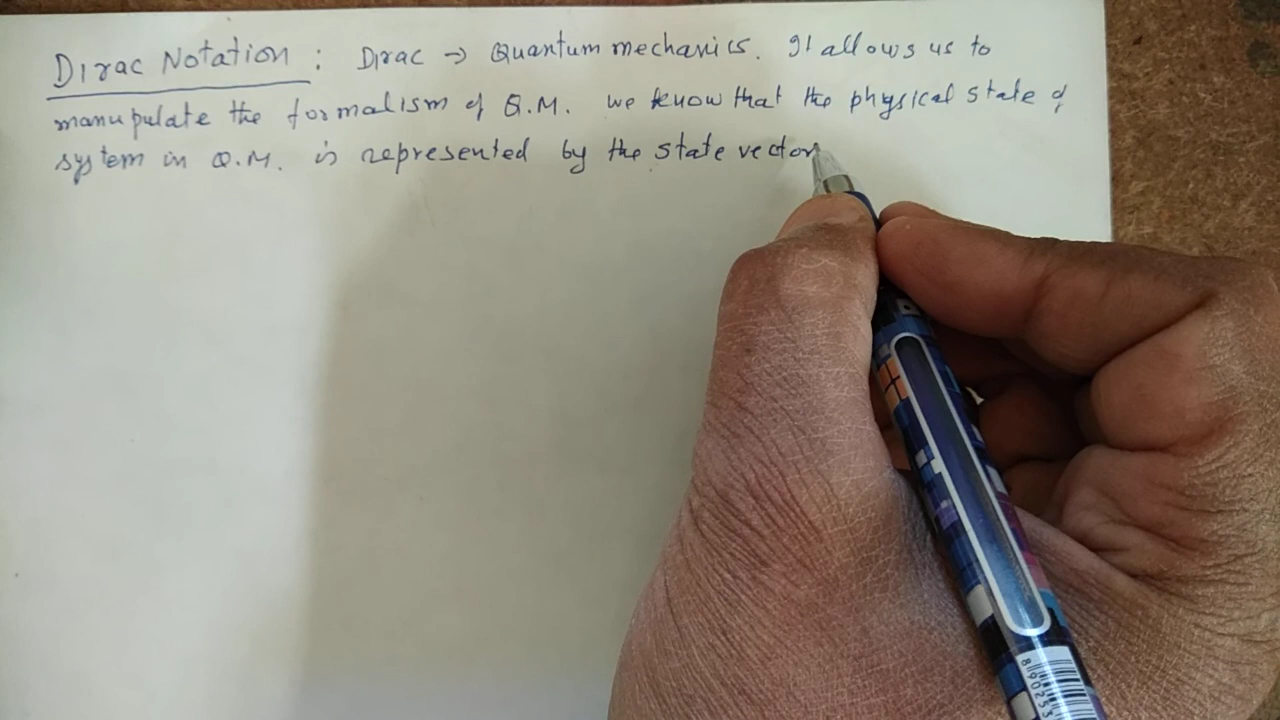 Dirac Notation : Dirac → Quantum mechanics. It allows us to
manupulate the formalism of Q.M. we know that the physical state of
system in Q.M. is represented by the state vector
890253